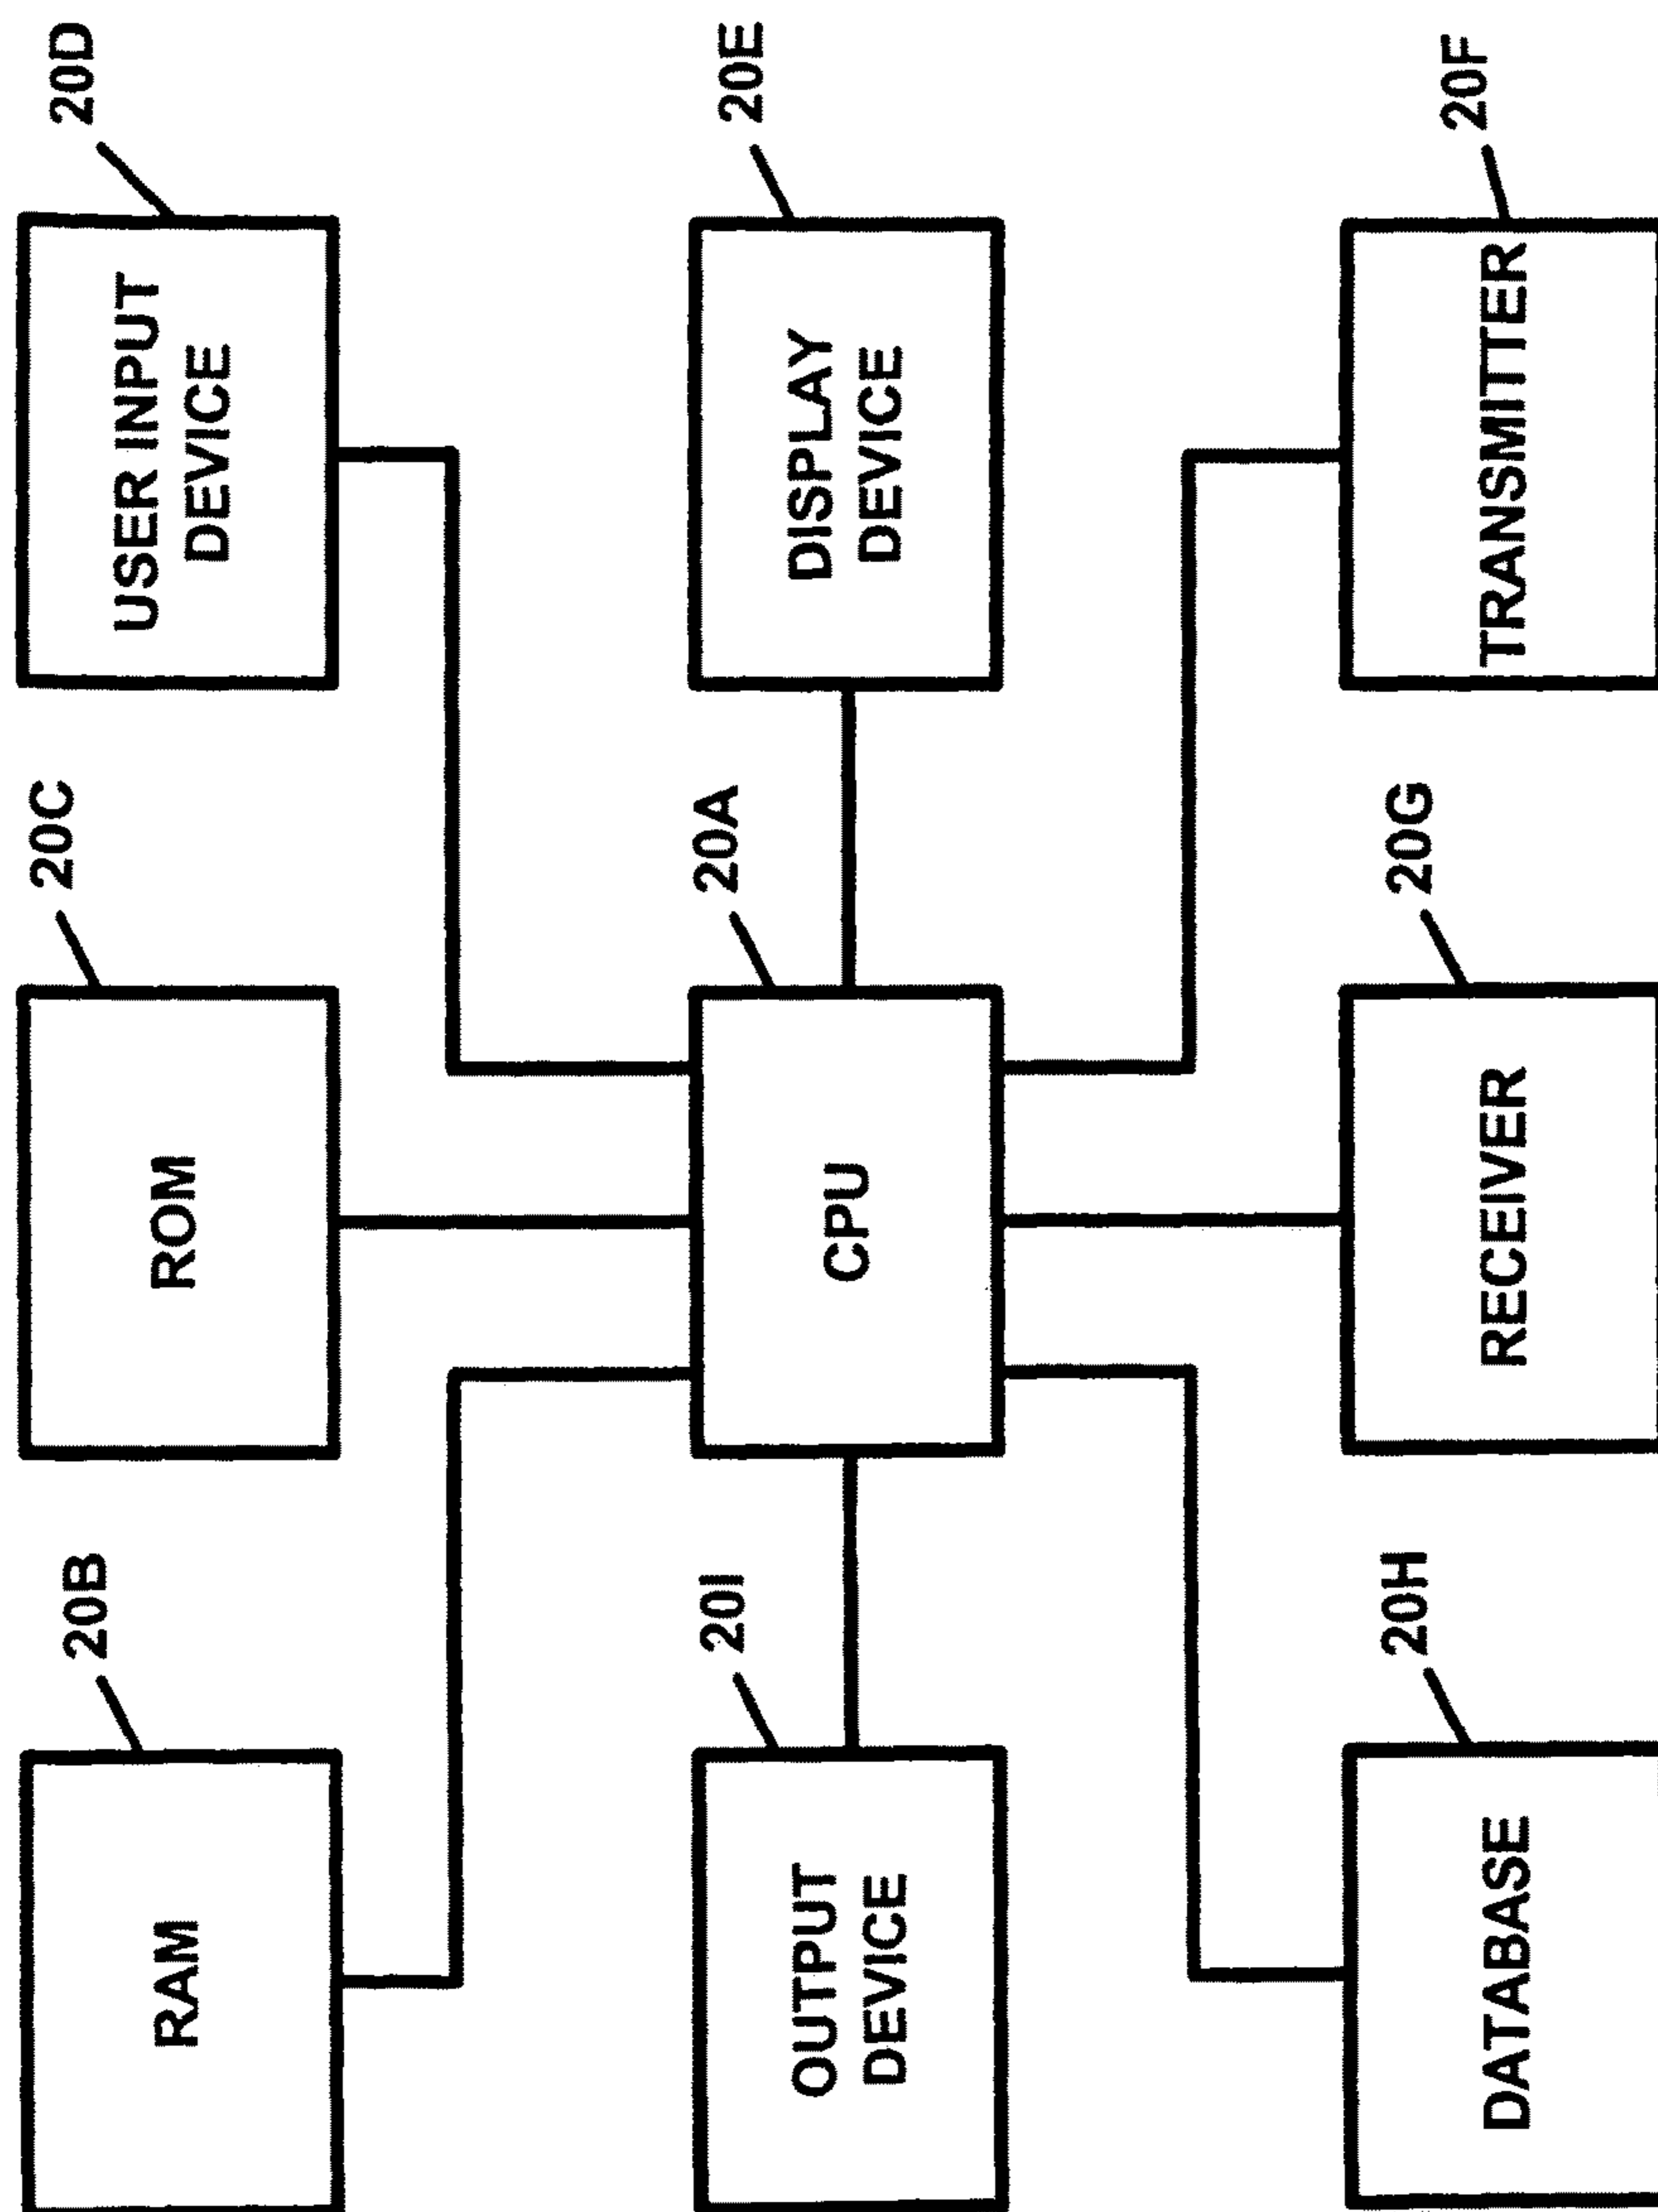 20B
RAM
20C
ROM
20D
USER INPUT
DEVICE
20I
OUTPUT
DEVICE
20A
CPU
20E
DISPLAY
DEVICE
20H
DATABASE
20G
RECEIVER
20F
TRANSMITTER